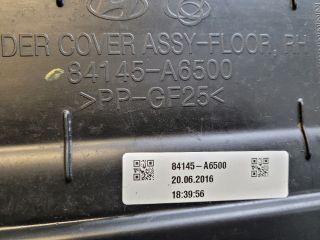 DER COVER ASSY-FLOOR, RH
84145-A6500
>PP-GF25<
84145-A6500
20.06.2016
18:39:56